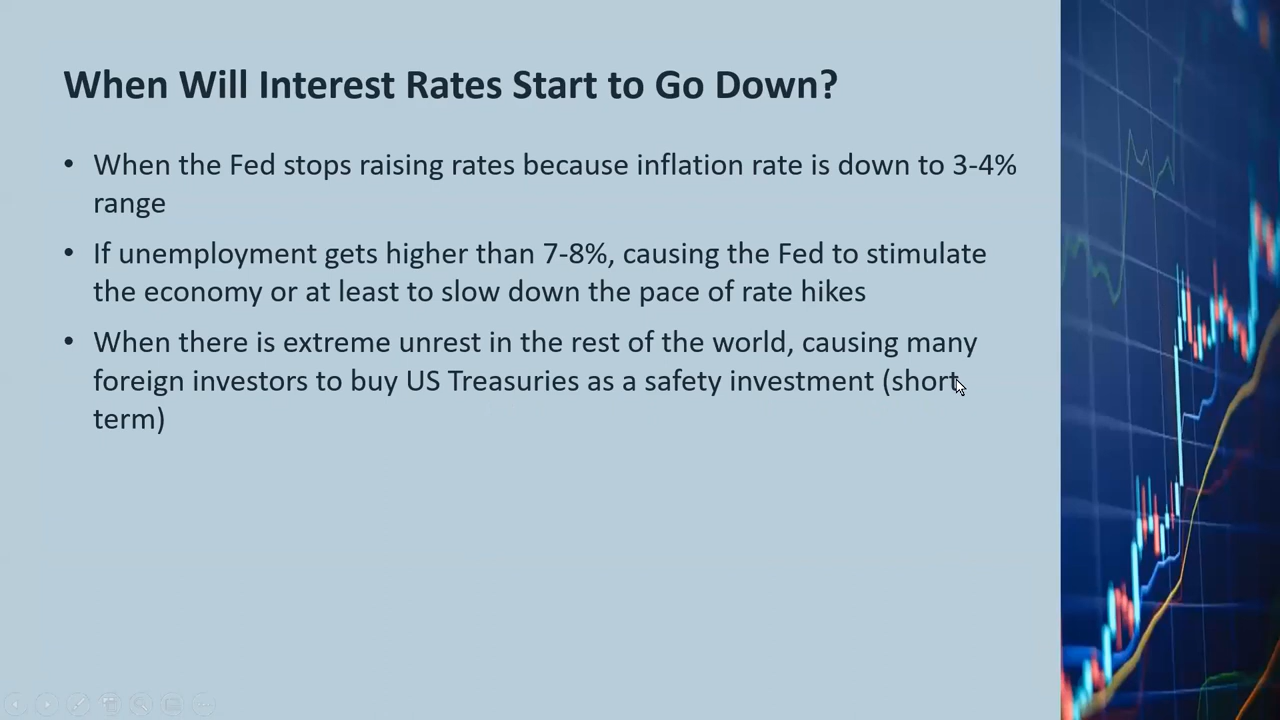 When Will Interest Rates Start to Go Down?
• When the Fed stops raising rates because inflation rate is down to 3-4%
range
• If unemployment gets higher than 7-8%, causing the Fed to stimulate
the economy or at least to slow down the pace of rate hikes
• When there is extreme unrest in the rest of the world, causing many
foreign investors to buy US Treasuries as a safety investment (short
term)